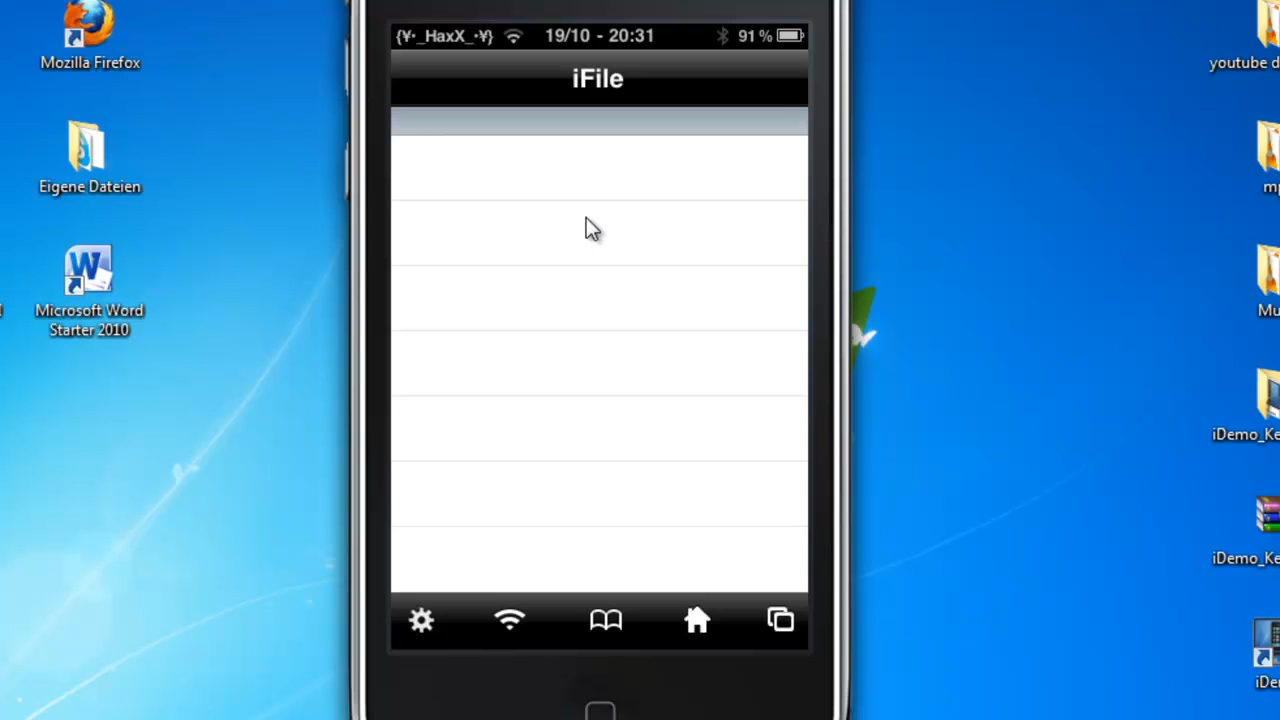 {¥·_HaxX_·¥} 19/10 - 20:31 91 %
iFile
Mozilla Firefox
Eigene Dateien
Microsoft Word
Starter 2010
youtube
iDemo_Ke
iDemo_Ke